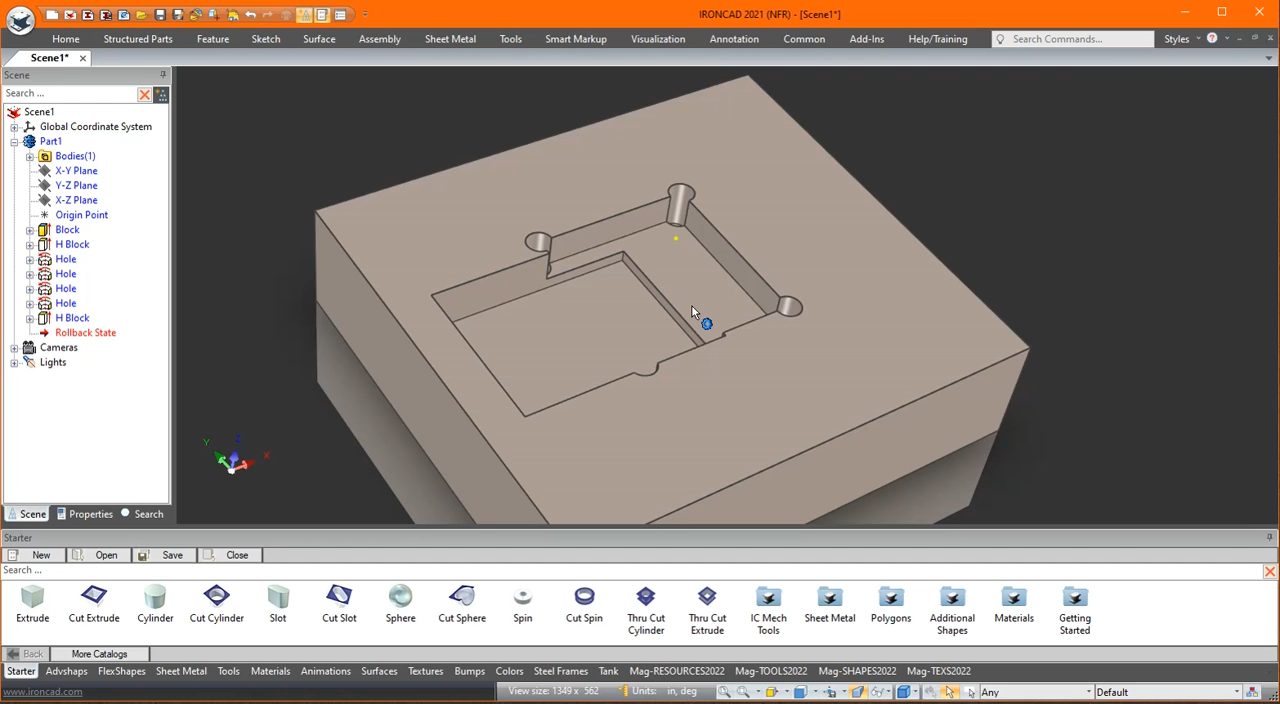 IRONCAD 2021 (NFR) - [Scene1*]
Home Structured Parts Feature Sketch Surface Assembly Sheet Metal Tools Smart Markup Visualization Annotation Common Add-Ins Help/Training Search Commands... Styles
Scene1*
Scene
Search ...
Scene1
Global Coordinate System
Part1
Bodies(1)
X-Y Plane
Y-Z Plane
X-Z Plane
Origin Point
Block
H Block
Hole
Hole
Hole
Hole
H Block
Rollback State
Cameras
Lights
Y Z X
Scene Properties Search
Starter
New Open Save Close
Search ...
Extrude Cut Extrude Cylinder Cut Cylinder Slot Cut Slot Sphere Cut Sphere Spin Cut Spin Thru Cut Cylinder Thru Cut Extrude IC Mech Tools Sheet Metal Polygons Additional Shapes Materials Getting Started
Back More Catalogs
Starter Advshaps FlexShapes Sheet Metal Tools Materials Animations Surfaces Textures Bumps Colors Steel Frames Tank Mag-RESOURCES2022 Mag-TOOLS2022 Mag-SHAPES2022 Mag-TEXS2022
www.ironcad.com View size: 1349 x 562 Units: in, deg Any Default